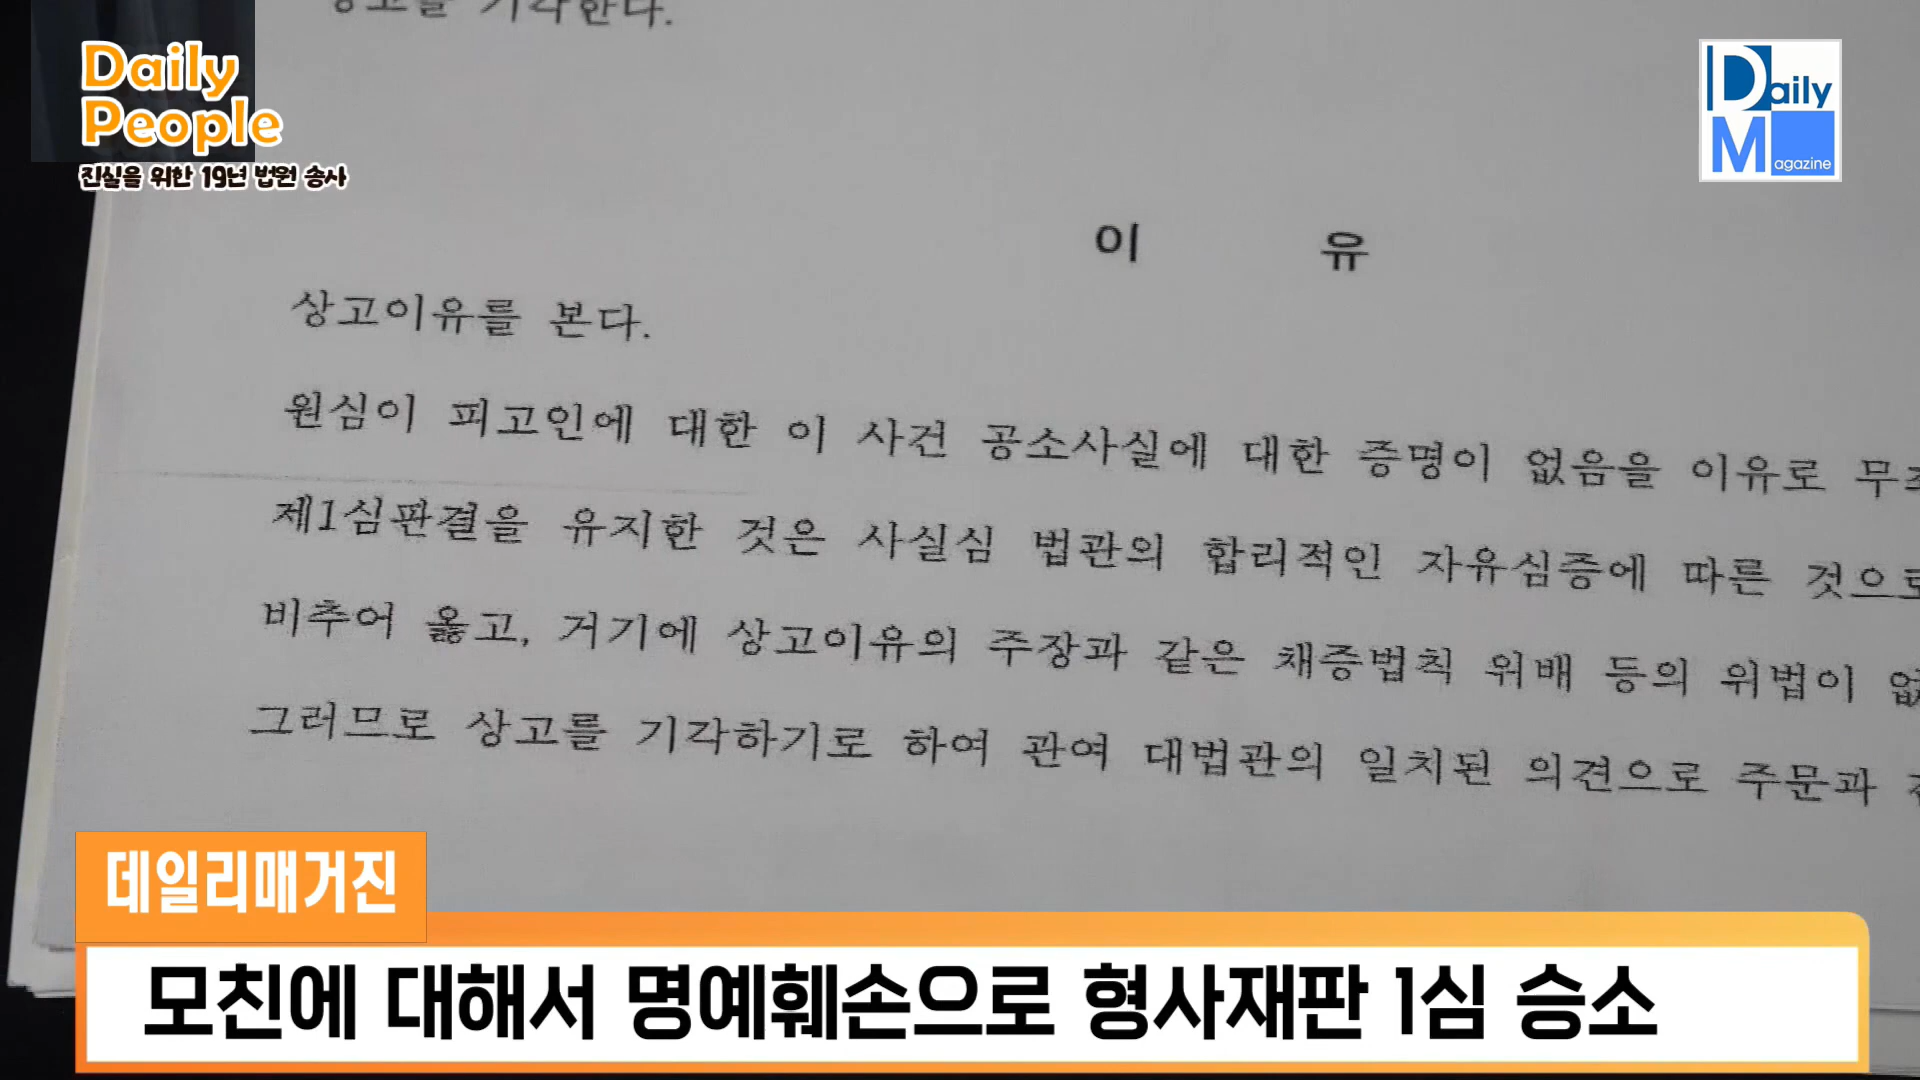 상고를 기각한다.
Daily
People
진실을 위한 19년 법원 송사
Daily
Magazine
이 유
상고이유를 본다.
원심이 피고인에 대한 이 사건 공소사실에 대한 증명이 없음을 이유로
제1심판결을 유지한 것은 사실심 법관의 합리적인 자유심증에 따른 것으로
비추어 옳고, 거기에 상고이유의 주장과 같은 채증법칙 위배 등의 위법이
그러므로 상고를 기각하기로 하여 관여 대법관의 일치된 의견으로 주문과
데일리매거진
모친에 대해서 명예훼손으로 형사재판 1심 승소